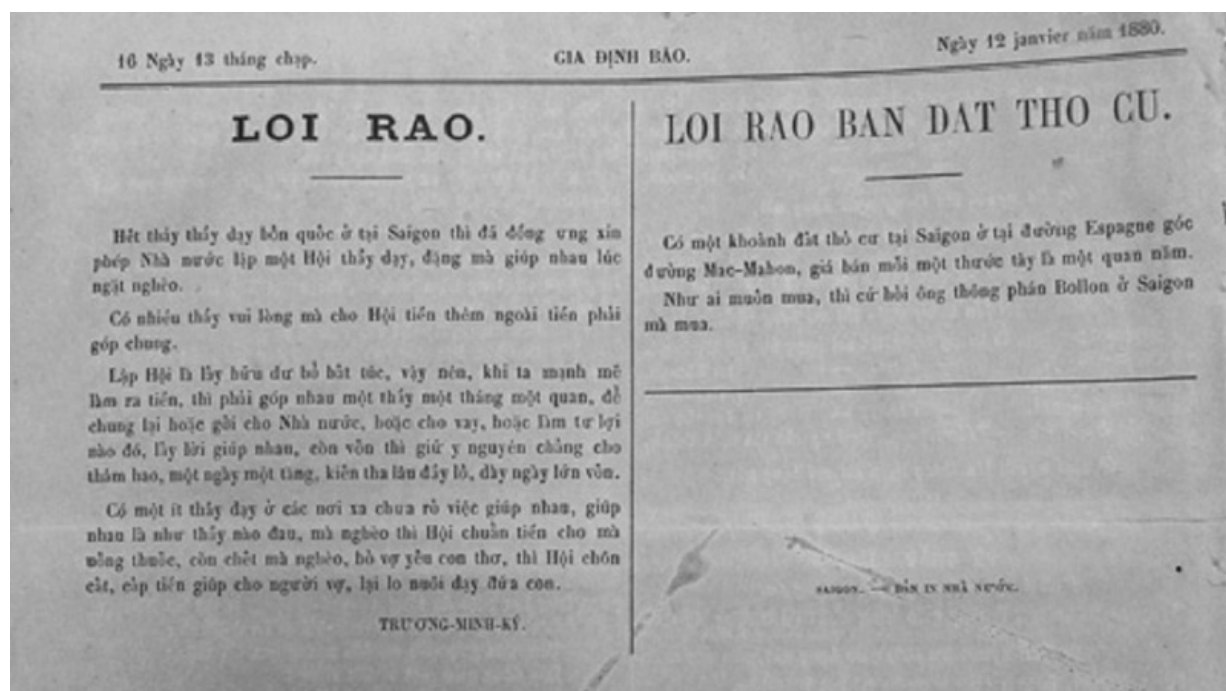 16 Ngày 13 tháng chạp.
GIA ĐỊNH BÁO.
Ngày 12 janvier năm 1880.
LOI RAO.
Hết thảy thầy dạy bổn quốc ở tại Saigon thì đã đồng ưng xin
phép Nhà nước lập một Hội thầy dạy, đặng mà giúp nhau lúc
ngặt nghèo.
Có nhiều thầy vui lòng mà cho Hội tiền thêm ngoài tiền phải
góp chung.
Lập Hội là lấy hữu dư bổ bất túc, vậy nên, khi ta mạnh mẽ
làm ra tiền, thì phải góp nhau một thầy một tháng một quan, để
chung lại hoặc gởi cho Nhà nước, hoặc cho vay, hoặc làm tư lợi
nào đó, lấy lời giúp nhau, còn vốn thì giữ y nguyên chẳng cho
thâm hao, một ngày một tăng, kiến tha lâu đầy lỗ, dày ngày lớn vốn.
Có một ít thầy dạy ở các nơi xa chưa rõ việc giúp nhau, giúp
nhau là như thầy nào đau, mà nghèo thì Hội chuẩn tiền cho mà
uống thuốc, còn chết mà nghèo, bỏ vợ yếu con thơ, thì Hội chôn
cất, cấp tiền giúp cho người vợ, lại lo nuôi dạy đứa con.
TRƯƠNG-MINH-KÝ.
LOI RAO BAN DAT THO CU.
Có một khoảnh đất thổ cư tại Saigon ở tại đường Espagne góc
đường Mac-Mahon, giá bán mỗi một thước tây là một quan năm.
Như ai muốn mua, thì cứ hỏi ông thông phán Bollon ở Saigon
mà mua.
SAIGON. — BẢN IN NHÀ NƯỚC.